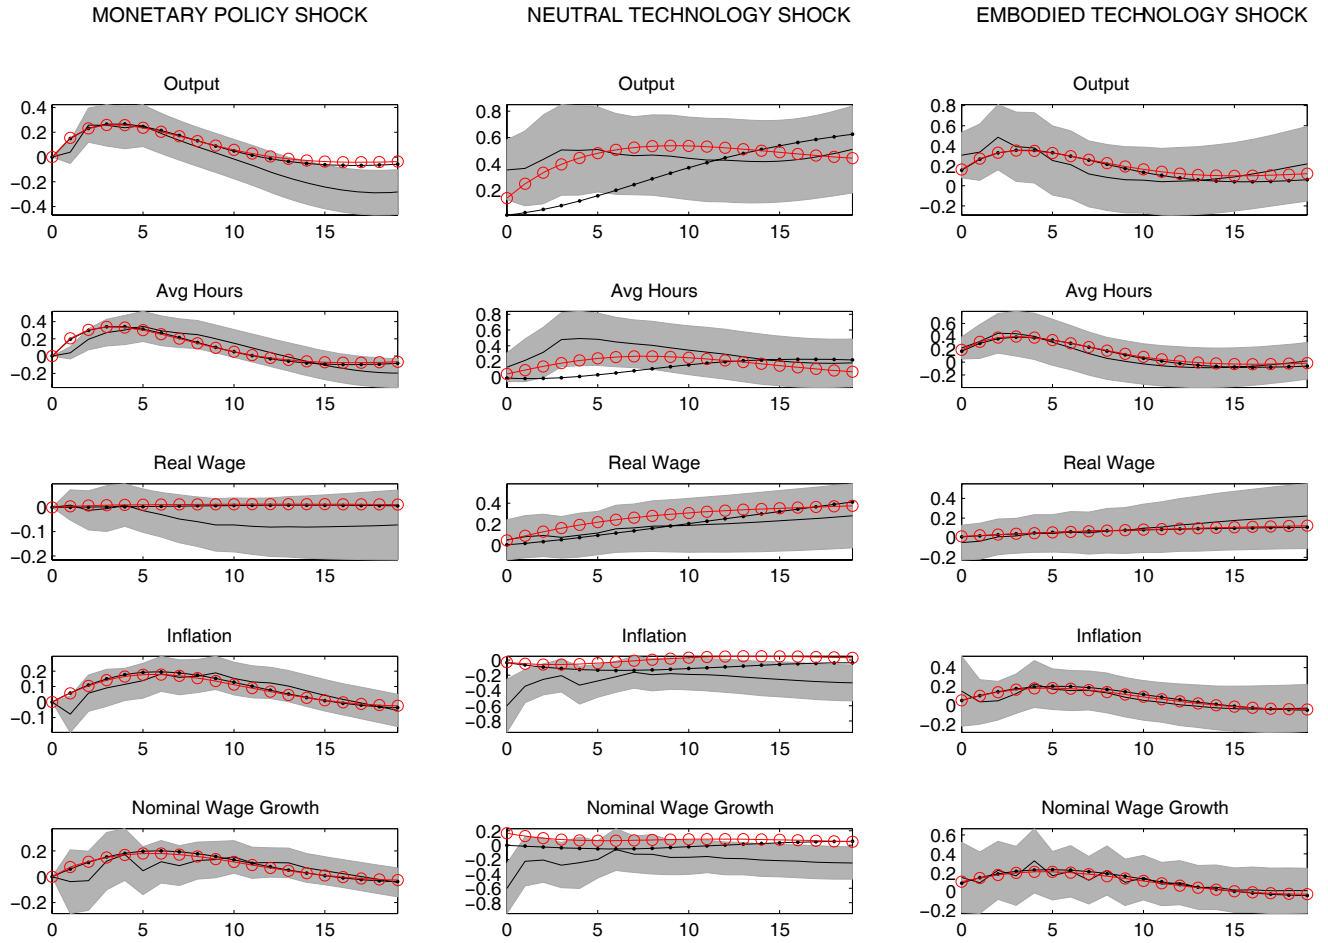 MONETARY POLICY SHOCK NEUTRAL TECHNOLOGY SHOCK EMBODIED TECHNOLOGY SHOCK
Output Output Output
0.4 0.8 0.8
0.6
0.2 0.6 0.4
0 0.4 0.2
−0.2 0
−0.4 0.2 −0.2
0 5 10 15 0 5 10 15 0 5 10 15
Avg Hours Avg Hours Avg Hours
0.4 0.8 0.6
0.6 0.4
0.2 0.4 0.2
0 0.2 0
−0.2 0 −0.2
0 5 10 15 0 5 10 15 0 5 10 15
Real Wage Real Wage Real Wage
0 0.4 0.4
−0.1 0.2 0.2
0 0
−0.2 −0.2
0 5 10 15 0 5 10 15 0 5 10 15
Inflation Inflation Inflation
0.2 0 0.4
0.1 −0.2 0.2
0 −0.4 0
−0.1 −0.6 −0.2
−0.8
0 5 10 15 0 5 10 15 0 5 10 15
Nominal Wage Growth Nominal Wage Growth Nominal Wage Growth
0.2 0.2 0.6
0 0 0.4
−0.2 −0.2 0.2
−0.4 0
−0.6 −0.2
−0.8
0 5 10 15 0 5 10 15 0 5 10 15